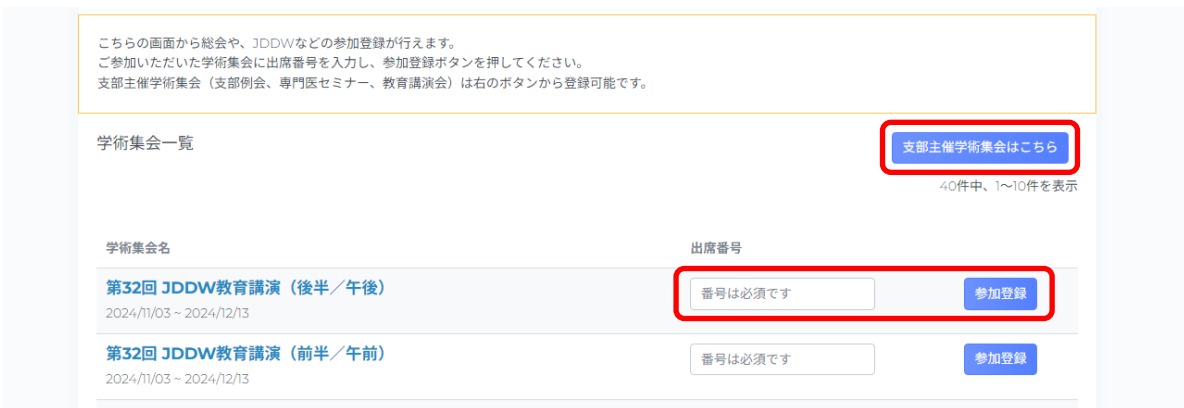 こちらの画面から総会や、JDDWなどの参加登録が行えます。
ご参加いただいた学術集会に出席番号を入力し、参加登録ボタンを押してください。
支部主催学術集会（支部例会、専門医セミナー、教育講演会）は右のボタンから登録可能です。
学術集会一覧
支部主催学術集会はこちら
40件中、1～10件を表示
学術集会名 出席番号
第32回 JDDW教育講演（後半／午後） 番号は必須です 参加登録
2024/11/03 ~ 2024/12/13
第32回 JDDW教育講演（前半／午前） 番号は必須です 参加登録
2024/11/03 ~ 2024/12/13